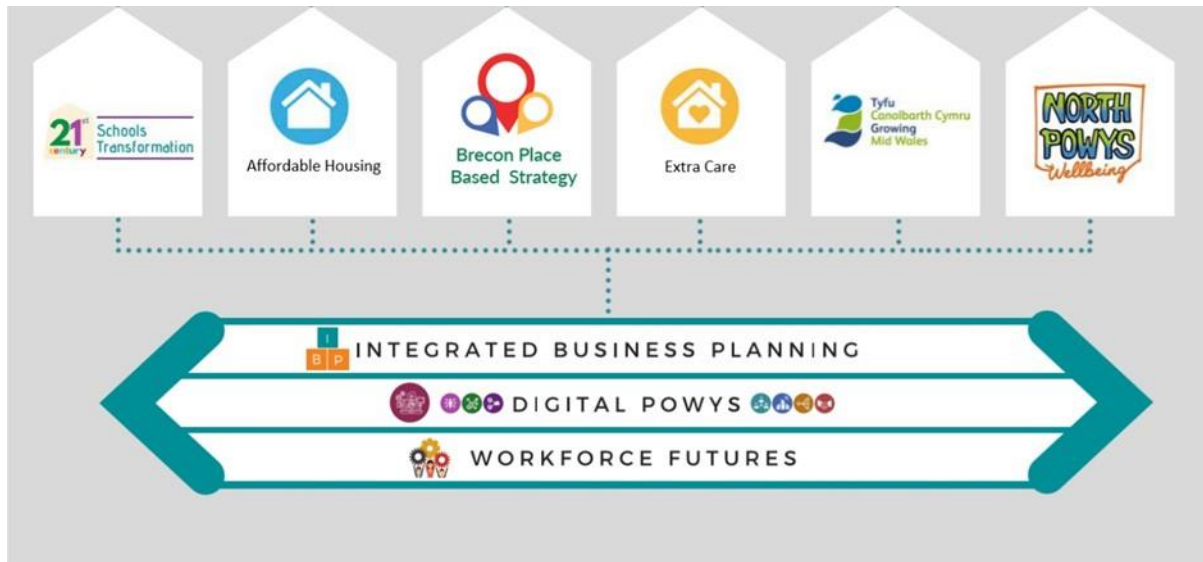 21st century
Schools
Transformation
Affordable Housing
Brecon Place
Based Strategy
Extra Care
Tyfu
Canolbarth Cymru
Growing
Mid Wales
NORTH
POWYS
Wellbeing
I
B P
INTEGRATED BUSINESS PLANNING
DIGITAL POWYS
WORKFORCE FUTURES